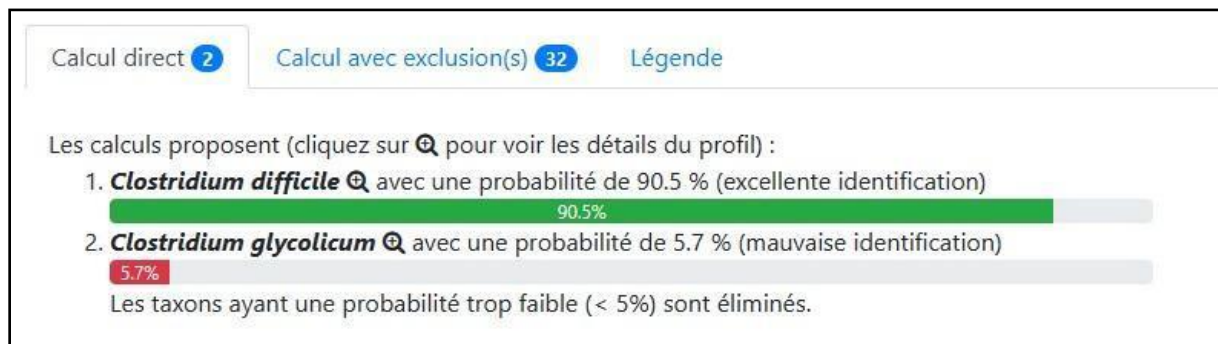 Calcul direct 2 Calcul avec exclusion(s) 32 Légende
Les calculs proposent (cliquez sur pour voir les détails du profil) :
1. Clostridium difficile avec une probabilité de 90.5 % (excellente identification)
90.5%
2. Clostridium glycolicum avec une probabilité de 5.7 % (mauvaise identification)
5.7%
Les taxons ayant une probabilité trop faible (< 5%) sont éliminés.